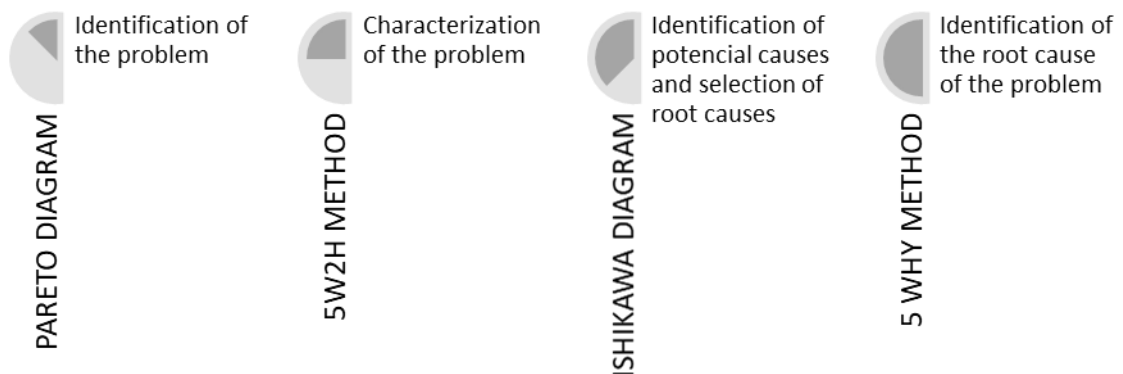 Identification of
the problem
PARETO DIAGRAM
Characterization
of the problem
5W2H METHOD
Identification of
potencial causes
and selection of
root causes
ISHIKAWA DIAGRAM
Identification of
the root cause
of the problem
5 WHY METHOD